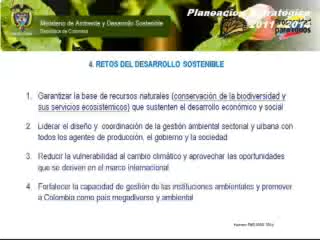 Planeación Estratégica
2011 - 2014
Ministerio de Ambiente y Desarrollo Sostenible
República de Colombia
4. RETOS DEL DESARROLLO SOSTENIBLE
1. Garantizar la base de recursos naturales (conservación de la biodiversidad y
sus servicios ecosistémicos) que sustenten el desarrollo económico y social
2. Liderar el diseño y coordinación de la gestión ambiental sectorial y urbana con
todos los agentes de producción, el gobierno y la sociedad
3. Reducir la vulnerabilidad al cambio climático y aprovechar las oportunidades
que se deriven en el marco internacional
4. Fortalecer la capacidad de gestión de las instituciones ambientales y promover
a Colombia como país megadiverso y ambiental